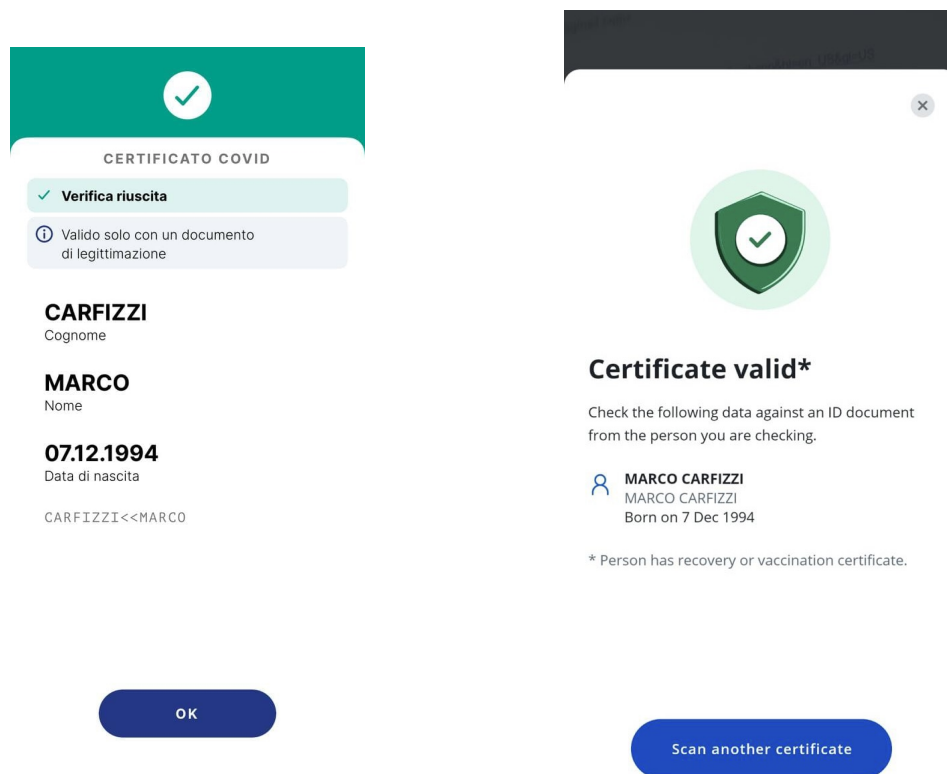 CERTIFICATO COVID
Verifica riuscita
Valido solo con un documento
di legittimazione
CARFIZZI
Cognome
MARCO
Nome
07.12.1994
Data di nascita
CARFIZZI<<MARCO
OK
Certificate valid*
Check the following data against an ID document
from the person you are checking.
MARCO CARFIZZI
MARCO CARFIZZI
Born on 7 Dec 1994
* Person has recovery or vaccination certificate.
Scan another certificate